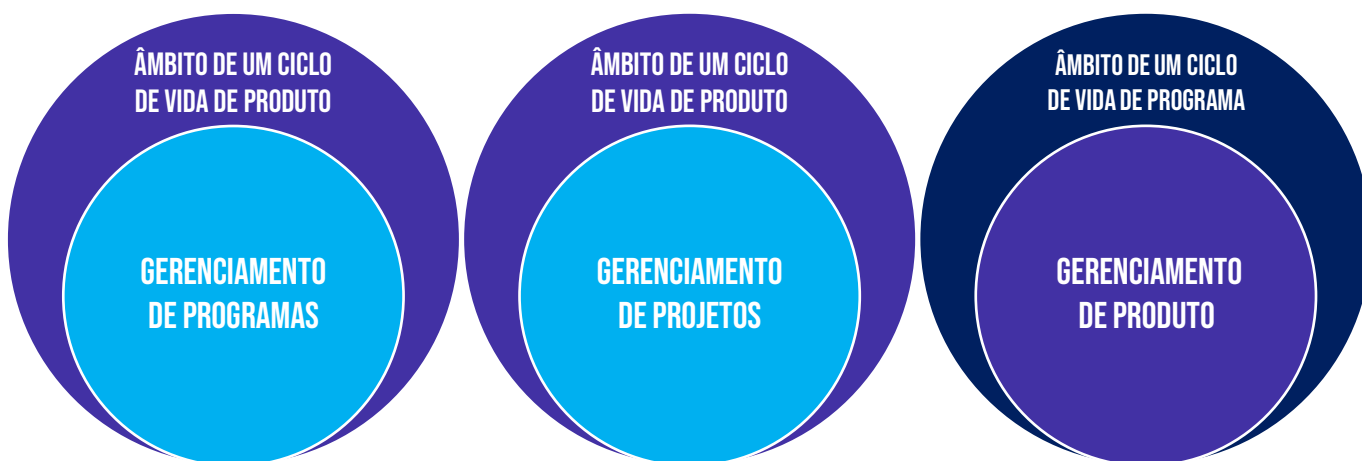 ÂMBITO DE UM CICLO
DE VIDA DE PRODUTO
GERENCIAMENTO
DE PROGRAMAS
ÂMBITO DE UM CICLO
DE VIDA DE PRODUTO
GERENCIAMENTO
DE PROJETOS
ÂMBITO DE UM CICLO
DE VIDA DE PROGRAMA
GERENCIAMENTO
DE PRODUTO